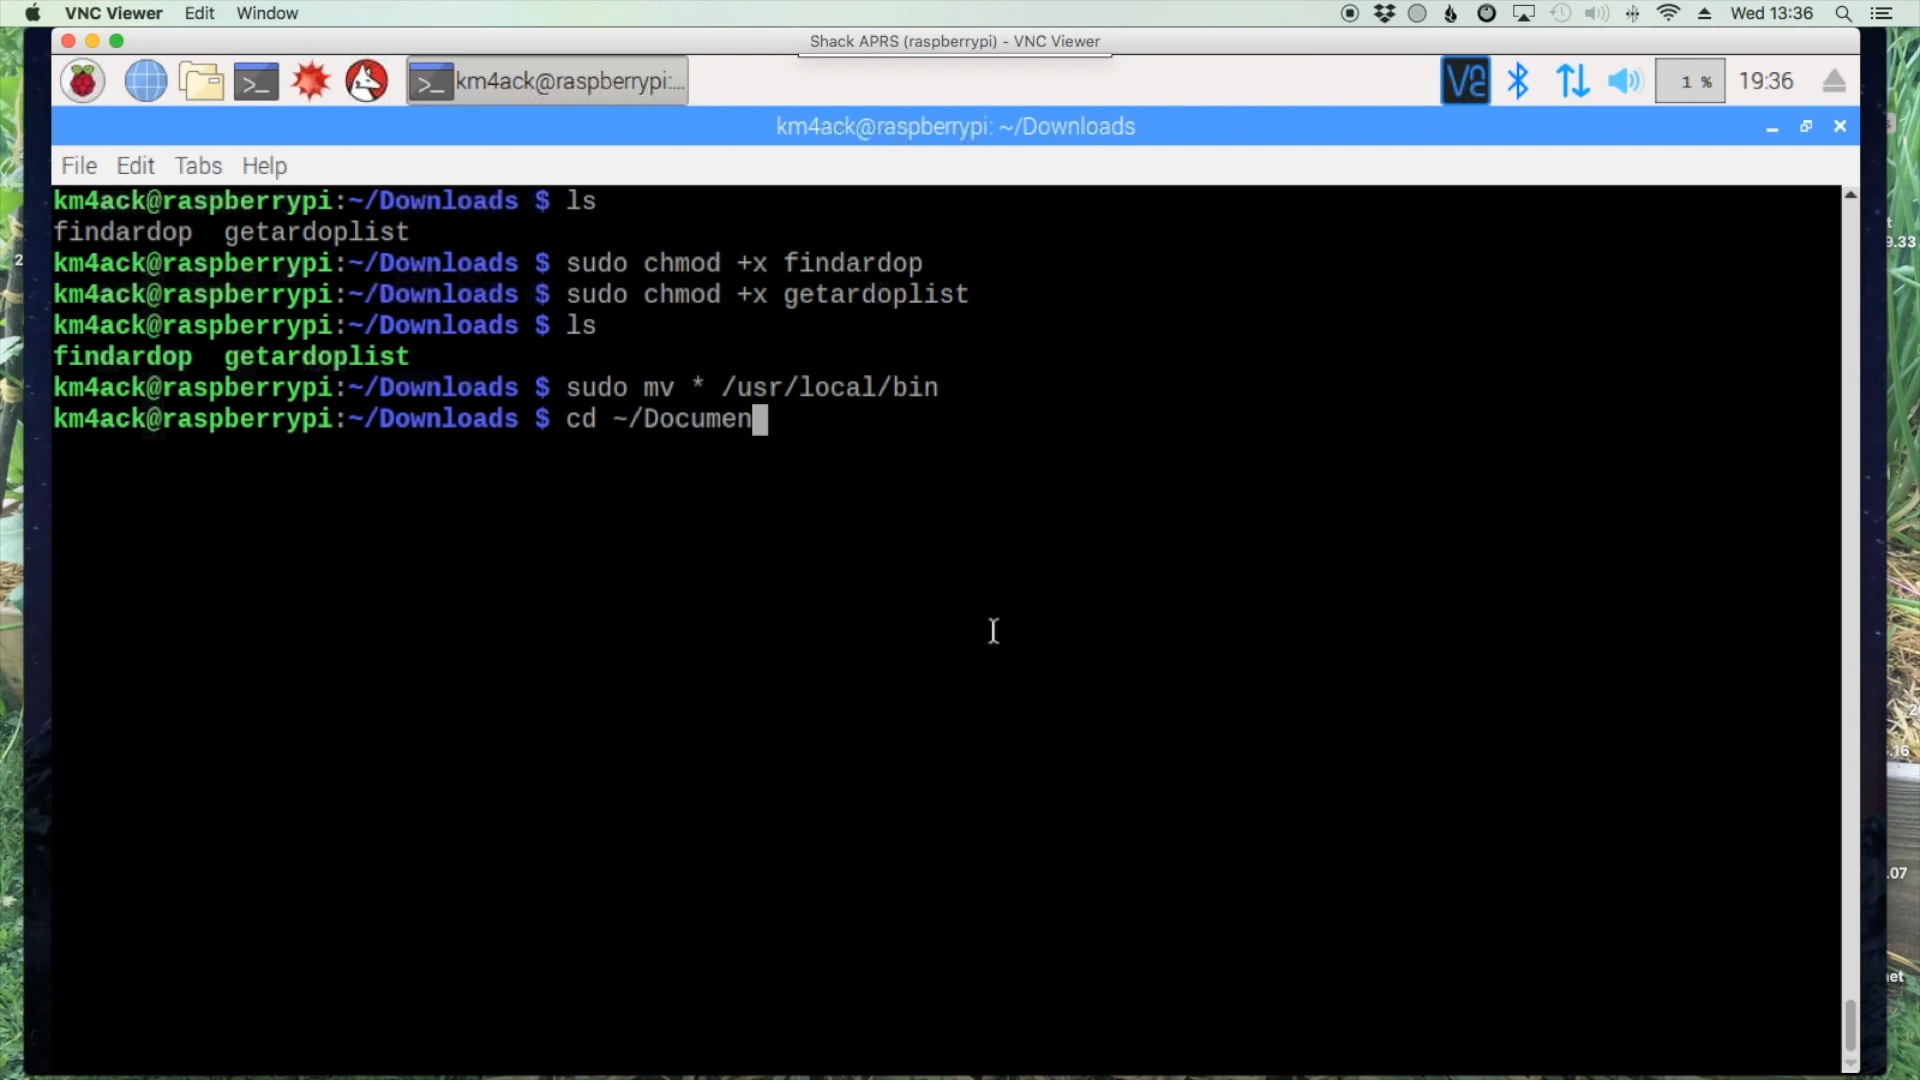 VNC Viewer Edit Window Wed 13:36
Shack APRS (raspberrypi) - VNC Viewer
km4ack@raspberrypi:... 1 % 19:36
km4ack@raspberrypi: ~/Downloads
File Edit Tabs Help
km4ack@raspberrypi:~/Downloads $ ls
findardop getardoplist
km4ack@raspberrypi:~/Downloads $ sudo chmod +x findardop
km4ack@raspberrypi:~/Downloads $ sudo chmod +x getardoplist
km4ack@raspberrypi:~/Downloads $ ls
findardop getardoplist
km4ack@raspberrypi:~/Downloads $ sudo mv * /usr/local/bin
km4ack@raspberrypi:~/Downloads $ cd ~/Documen